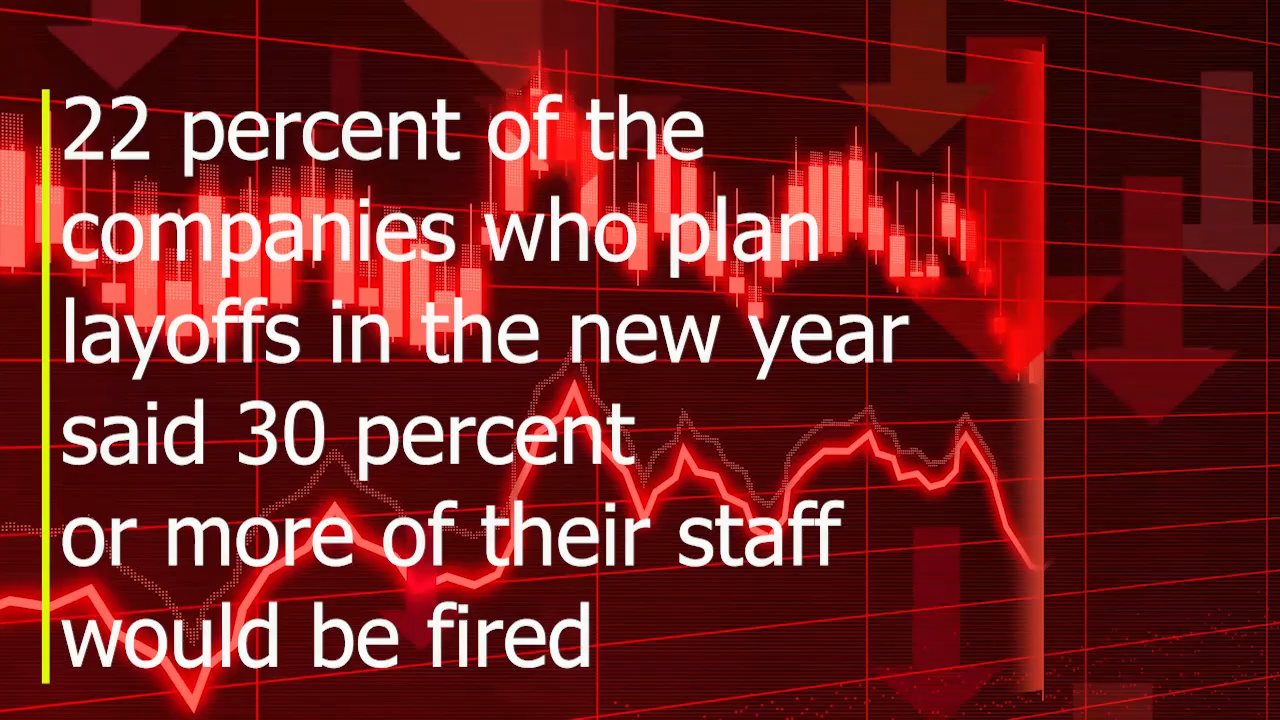 22 percent of the
companies who plan
layoffs in the new year
said 30 percent
or more of their staff
would be fired